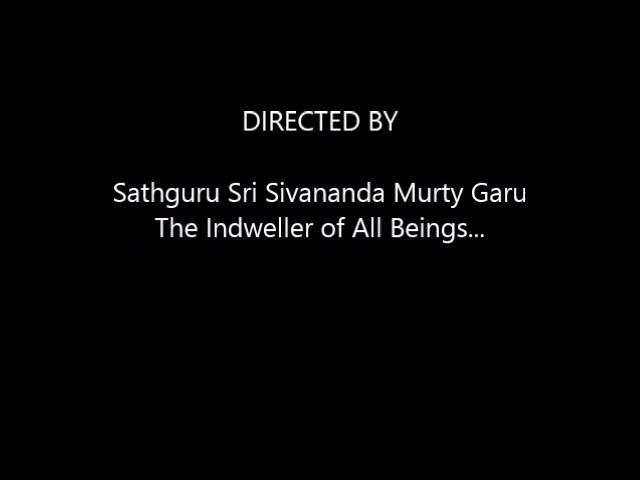 DIRECTED BY
Sathguru Sri Sivananda Murty Garu
The Indweller of All Beings...